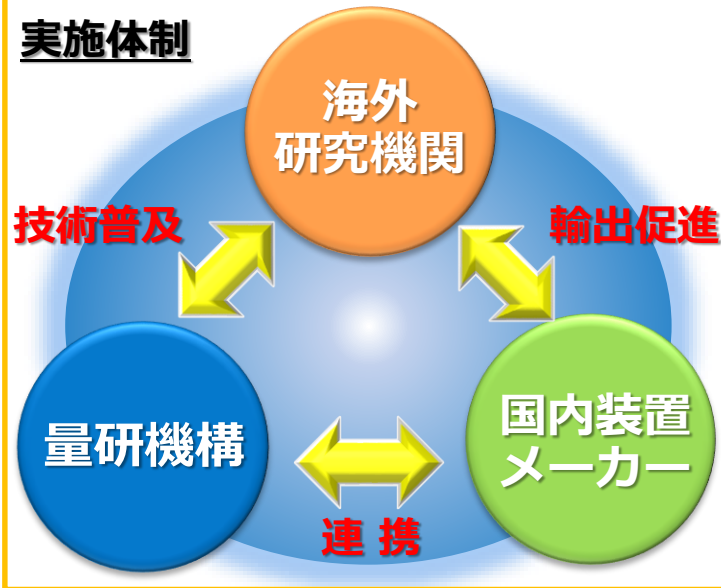 実施体制
海外
研究機関
技術普及
輸出促進
量研機構
国内装置
メーカー
連携